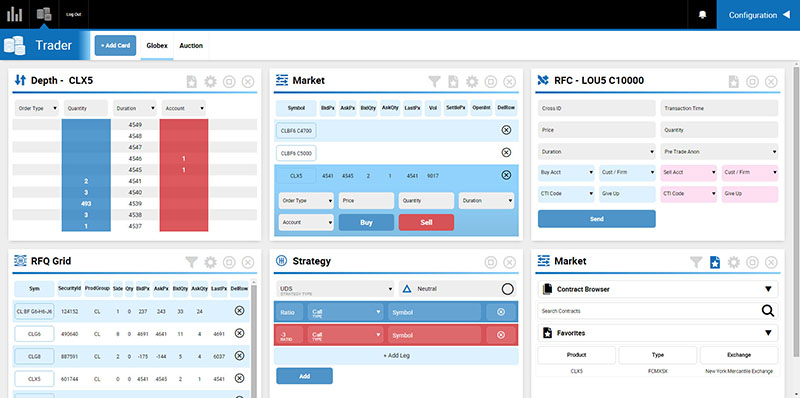 Log Out
Configuration
Trader
+ Add Card
Globex
Auction
Depth - CLX5
Order Type Quantity Duration Account
4549
4548
4547
4546 1
4545 1
2 4541
3 4540
493 4539
3 4538
1 4537
Market
Symbol BidPx AskPx BidQty AskQty LastPx Vol SettlePx OpenInt DelRow
CLBF6 C4700
CLBF6 C5000
CLX5 4541 4545 2 1 4541 9017
Order Type Price Quantity Duration
Account Buy Sell
RFC - LOU5 C10000
Cross ID Transaction Time
Price Quantity
Duration Pre Trade Anon
Buy Acct Cust / Firm Sell Acct Cust / Firm
CTI Code Give Up CTI Code Give Up
Send
RFQ Grid
Sym SecurityId ProdGroup Side Qty BidPx AskPx BidQty AskQty LastPx DelRow
CL BF G6-H6-J6 124152 CL 1 0 237 243 33 24
CLG6 490640 CL 8 0 4691 4641 11 4 4691
CLG8 887591 CL 2 0 -175 -144 5 4 6037
CLX5 601744 CL 0 0 4541 4545 2 1 4541
Strategy
UDS
STRATEGY TYPE
Neutral
Ratio Call Symbol
TYPE
-3 Call Symbol
RATIO TYPE
+ Add Leg
Add
Market
Contract Browser
Search Contracts
Favorites
Product Type Exchange
CLX5 FCMXSX New York Mercantile Exchange